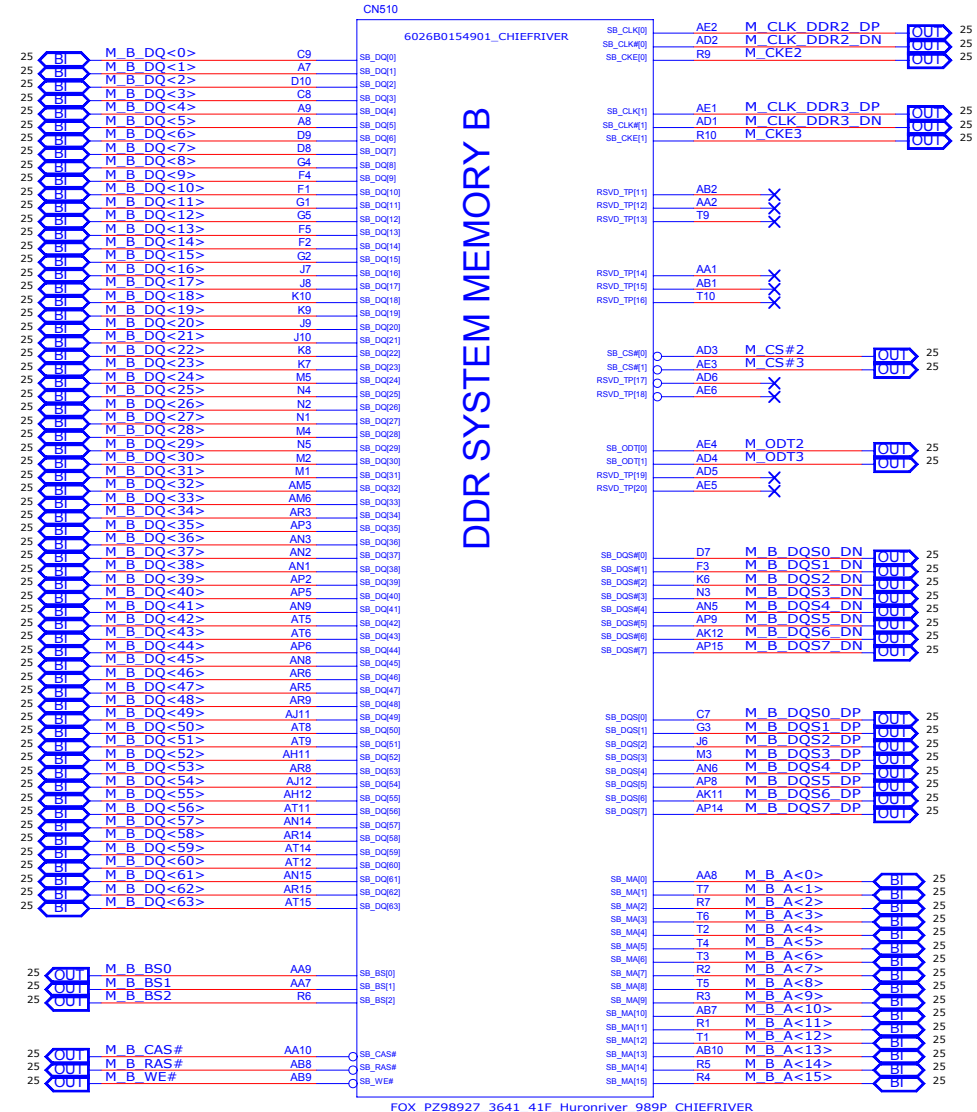 CN510
6026B0154901_CHIEFRIVER
25 BI M_B_DQ<0> C9 SB_DQ[0]
25 BI M_B_DQ<1> A7 SB_DQ[1]
25 BI M_B_DQ<2> D10 SB_DQ[2]
25 BI M_B_DQ<3> C8 SB_DQ[3]
25 BI M_B_DQ<4> A9 SB_DQ[4]
25 BI M_B_DQ<5> A8 SB_DQ[5]
25 BI M_B_DQ<6> D9 SB_DQ[6]
25 BI M_B_DQ<7> D8 SB_DQ[7]
25 BI M_B_DQ<8> G4 SB_DQ[8]
25 BI M_B_DQ<9> F4 SB_DQ[9]
25 BI M_B_DQ<10> F1 SB_DQ[10]
25 BI M_B_DQ<11> G1 SB_DQ[11]
25 BI M_B_DQ<12> G5 SB_DQ[12]
25 BI M_B_DQ<13> F5 SB_DQ[13]
25 BI M_B_DQ<14> F2 SB_DQ[14]
25 BI M_B_DQ<15> G2 SB_DQ[15]
25 BI M_B_DQ<16> J7 SB_DQ[16]
25 BI M_B_DQ<17> J8 SB_DQ[17]
25 BI M_B_DQ<18> K10 SB_DQ[18]
25 BI M_B_DQ<19> K9 SB_DQ[19]
25 BI M_B_DQ<20> J9 SB_DQ[20]
25 BI M_B_DQ<21> J10 SB_DQ[21]
25 BI M_B_DQ<22> K8 SB_DQ[22]
25 BI M_B_DQ<23> K7 SB_DQ[23]
25 BI M_B_DQ<24> M5 SB_DQ[24]
25 BI M_B_DQ<25> N4 SB_DQ[25]
25 BI M_B_DQ<26> N2 SB_DQ[26]
25 BI M_B_DQ<27> N1 SB_DQ[27]
25 BI M_B_DQ<28> M4 SB_DQ[28]
25 BI M_B_DQ<29> N5 SB_DQ[29]
25 BI M_B_DQ<30> M2 SB_DQ[30]
25 BI M_B_DQ<31> M1 SB_DQ[31]
25 BI M_B_DQ<32> AM5 SB_DQ[32]
25 BI M_B_DQ<33> AM6 SB_DQ[33]
25 BI M_B_DQ<34> AR3 SB_DQ[34]
25 BI M_B_DQ<35> AP3 SB_DQ[35]
25 BI M_B_DQ<36> AN3 SB_DQ[36]
25 BI M_B_DQ<37> AN2 SB_DQ[37]
25 BI M_B_DQ<38> AN1 SB_DQ[38]
25 BI M_B_DQ<39> AP2 SB_DQ[39]
25 BI M_B_DQ<40> AP5 SB_DQ[40]
25 BI M_B_DQ<41> AN9 SB_DQ[41]
25 BI M_B_DQ<42> AT5 SB_DQ[42]
25 BI M_B_DQ<43> AT6 SB_DQ[43]
25 BI M_B_DQ<44> AP6 SB_DQ[44]
25 BI M_B_DQ<45> AN8 SB_DQ[45]
25 BI M_B_DQ<46> AR6 SB_DQ[46]
25 BI M_B_DQ<47> AR5 SB_DQ[47]
25 BI M_B_DQ<48> AR9 SB_DQ[48]
25 BI M_B_DQ<49> AJ11 SB_DQ[49]
25 BI M_B_DQ<50> AT8 SB_DQ[50]
25 BI M_B_DQ<51> AT9 SB_DQ[51]
25 BI M_B_DQ<52> AH11 SB_DQ[52]
25 BI M_B_DQ<53> AR8 SB_DQ[53]
25 BI M_B_DQ<54> AJ12 SB_DQ[54]
25 BI M_B_DQ<55> AH12 SB_DQ[55]
25 BI M_B_DQ<56> AT11 SB_DQ[56]
25 BI M_B_DQ<57> AN14 SB_DQ[57]
25 BI M_B_DQ<58> AR14 SB_DQ[58]
25 BI M_B_DQ<59> AT14 SB_DQ[59]
25 BI M_B_DQ<60> AT12 SB_DQ[60]
25 BI M_B_DQ<61> AN15 SB_DQ[61]
25 BI M_B_DQ<62> AR15 SB_DQ[62]
25 BI M_B_DQ<63> AT15 SB_DQ[63]
25 OUT M_B_BS0 AA9 SB_BS[0]
25 OUT M_B_BS1 AA7 SB_BS[1]
25 OUT M_B_BS2 R6 SB_BS[2]
25 OUT M_B_CAS# AA10 SB_CAS#
25 OUT M_B_RAS# AB8 SB_RAS#
25 OUT M_B_WE# AB9 SB_WE#
DDR SYSTEM MEMORY B
SB_CLK[0] AE2 M_CLK_DDR2_DP OUT 25
SB_CLK#[0] AD2 M_CLK_DDR2_DN OUT 25
SB_CKE[0] R9 M_CKE2 OUT 25
SB_CLK[1] AE1 M_CLK_DDR3_DP OUT 25
SB_CLK#[1] AD1 M_CLK_DDR3_DN OUT 25
SB_CKE[1] R10 M_CKE3 OUT 25
RSVD_TP[11] AB2
RSVD_TP[12] AA2
RSVD_TP[13] T9
RSVD_TP[14] AA1
RSVD_TP[15] AB1
RSVD_TP[16] T10
SB_CS#[0] AD3 M_CS#2 OUT 25
SB_CS#[1] AE3 M_CS#3 OUT 25
RSVD_TP[17] AD6
RSVD_TP[18] AE6
SB_ODT[0] AE4 M_ODT2 OUT 25
SB_ODT[1] AD4 M_ODT3 OUT 25
RSVD_TP[19] AD5
RSVD_TP[20] AE5
SB_DQS#[0] D7 M_B_DQS0_DN OUT 25
SB_DQS#[1] F3 M_B_DQS1_DN OUT 25
SB_DQS#[2] K6 M_B_DQS2_DN OUT 25
SB_DQS#[3] N3 M_B_DQS3_DN OUT 25
SB_DQS#[4] AN5 M_B_DQS4_DN OUT 25
SB_DQS#[5] AP9 M_B_DQS5_DN OUT 25
SB_DQS#[6] AK12 M_B_DQS6_DN OUT 25
SB_DQS#[7] AP15 M_B_DQS7_DN OUT 25
SB_DQS[0] C7 M_B_DQS0_DP OUT 25
SB_DQS[1] G3 M_B_DQS1_DP OUT 25
SB_DQS[2] J6 M_B_DQS2_DP OUT 25
SB_DQS[3] M3 M_B_DQS3_DP OUT 25
SB_DQS[4] AN6 M_B_DQS4_DP OUT 25
SB_DQS[5] AP8 M_B_DQS5_DP OUT 25
SB_DQS[6] AK11 M_B_DQS6_DP OUT 25
SB_DQS[7] AP14 M_B_DQS7_DP OUT 25
SB_MA[0] AA8 M_B_A<0> BI 25
SB_MA[1] T7 M_B_A<1> BI 25
SB_MA[2] R7 M_B_A<2> BI 25
SB_MA[3] T6 M_B_A<3> BI 25
SB_MA[4] T2 M_B_A<4> BI 25
SB_MA[5] T4 M_B_A<5> BI 25
SB_MA[6] T3 M_B_A<6> BI 25
SB_MA[7] R2 M_B_A<7> BI 25
SB_MA[8] T5 M_B_A<8> BI 25
SB_MA[9] R3 M_B_A<9> BI 25
SB_MA[10] AB7 M_B_A<10> BI 25
SB_MA[11] R1 M_B_A<11> BI 25
SB_MA[12] T1 M_B_A<12> BI 25
SB_MA[13] AB10 M_B_A<13> BI 25
SB_MA[14] R5 M_B_A<14> BI 25
SB_MA[15] R4 M_B_A<15> BI 25
FOX_PZ98927_3641_41F_Huronriver_989P_CHIEFRIVER